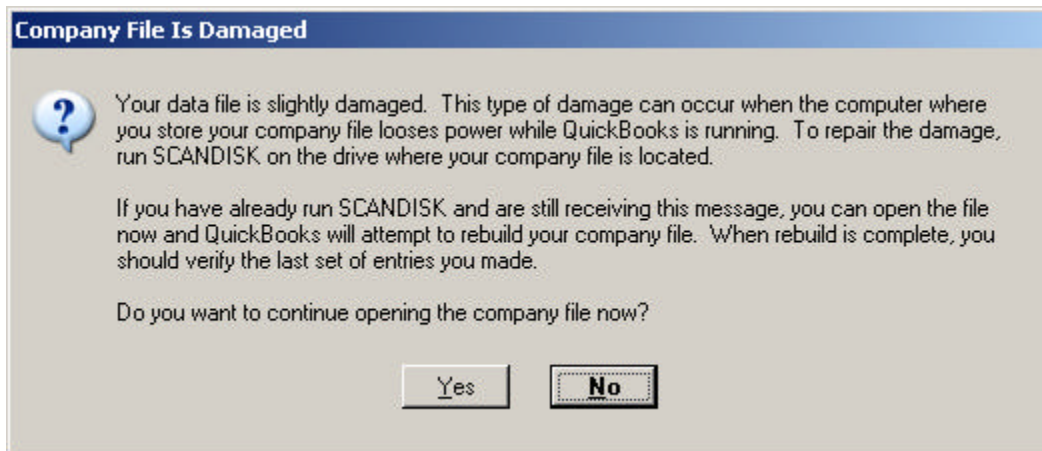 Company File Is Damaged
Your data file is slightly damaged.  This type of damage can occur when the computer where
you store your company file looses power while QuickBooks is running.  To repair the damage,
run SCANDISK on the drive where your company file is located.
If you have already run SCANDISK and are still receiving this message, you can open the file
now and QuickBooks will attempt to rebuild your company file.  When rebuild is complete, you
should verify the last set of entries you made.
Do you want to continue opening the company file now?
Yes No